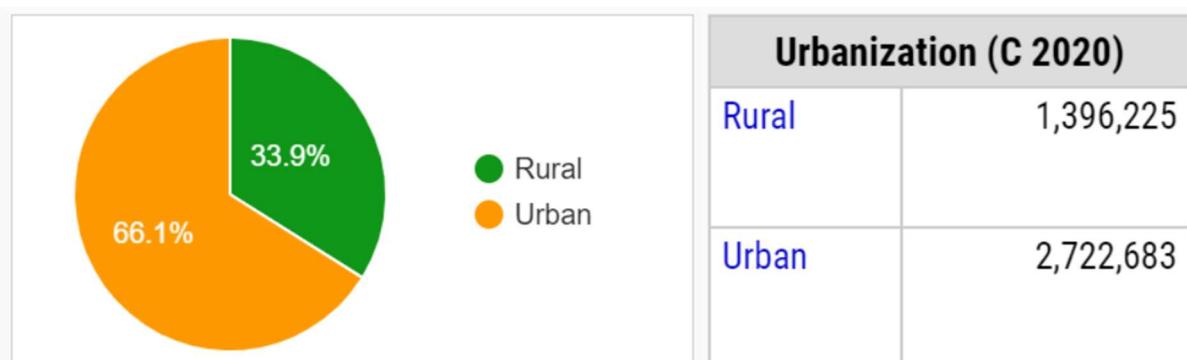 33.9%
66.1%
Rural
Urban
Urbanization (C 2020)
Rural 1,396,225
Urban 2,722,683